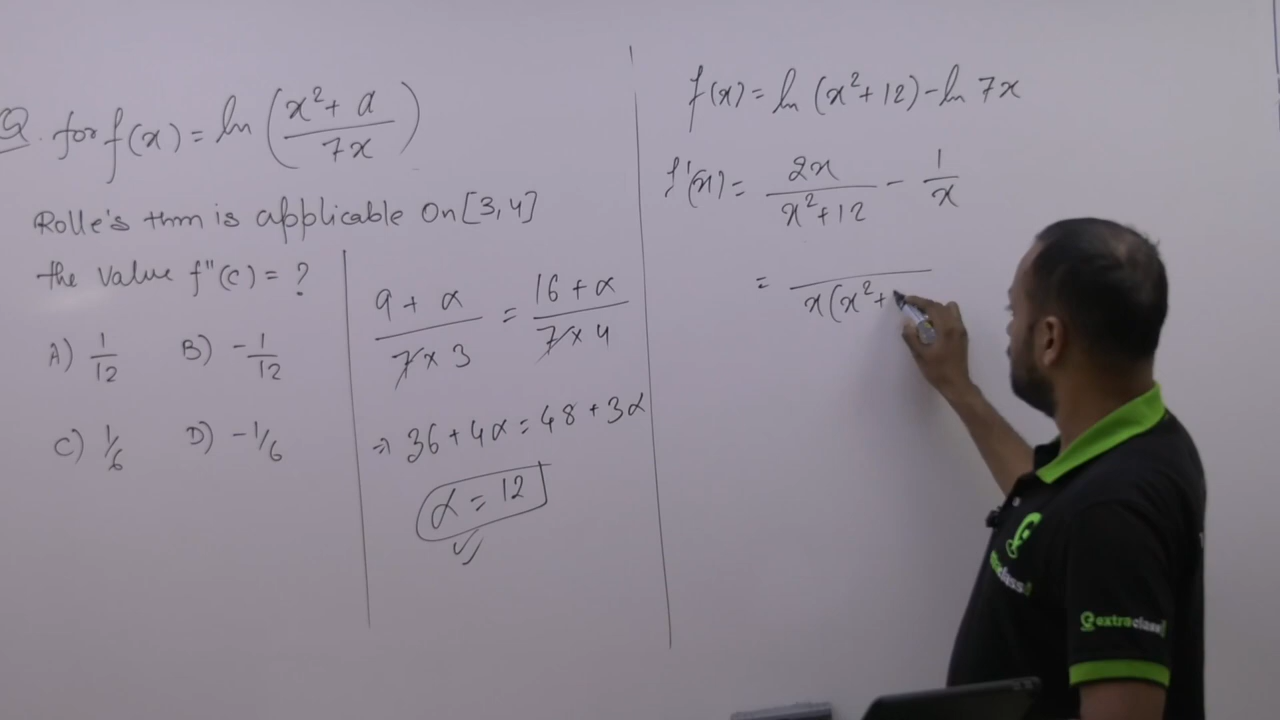 Q. for f(x) = ln ( (x² + α) / 7x )
Rolle's thm is applicable on [3,4]
the value f"(c) = ?
A) 1/12 B) -1/12
C) 1/6 D) -1/6
(9 + α) / (7 x 3) = (16 + α) / (7 x 4)
⇒ 36 + 4α = 48 + 3α
α = 12
f(x) = ln (x² + 12) - ln 7x
f'(x) = 2x / (x² + 12) - 1/x
= / x(x² +
extraclass